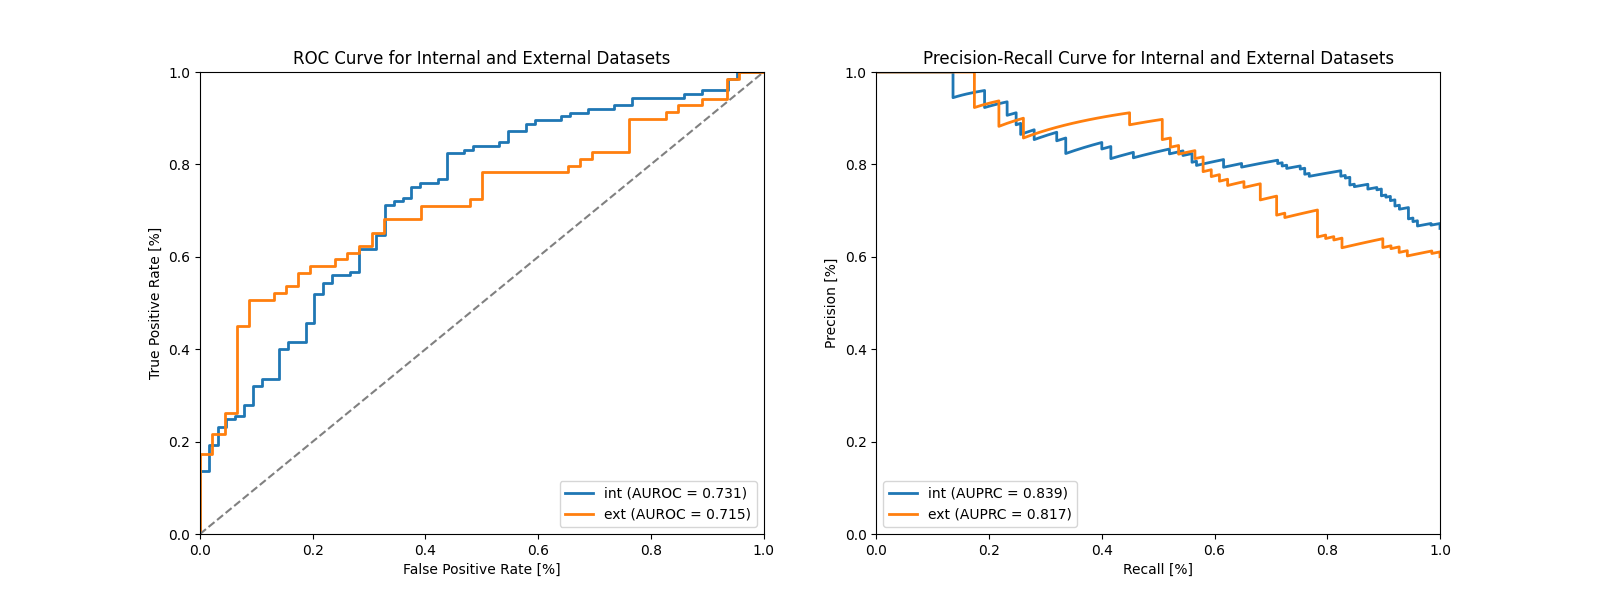 ROC Curve for Internal and External Datasets
True Positive Rate [%]
1.0
0.8
0.6
0.4
0.2
0.0
0.0 0.2 0.4 0.6 0.8 1.0
False Positive Rate [%]
int (AUROC = 0.731)
ext (AUROC = 0.715)
Precision-Recall Curve for Internal and External Datasets
Precision [%]
1.0
0.8
0.6
0.4
0.2
0.0
0.0 0.2 0.4 0.6 0.8 1.0
Recall [%]
int (AUPRC = 0.839)
ext (AUPRC = 0.817)